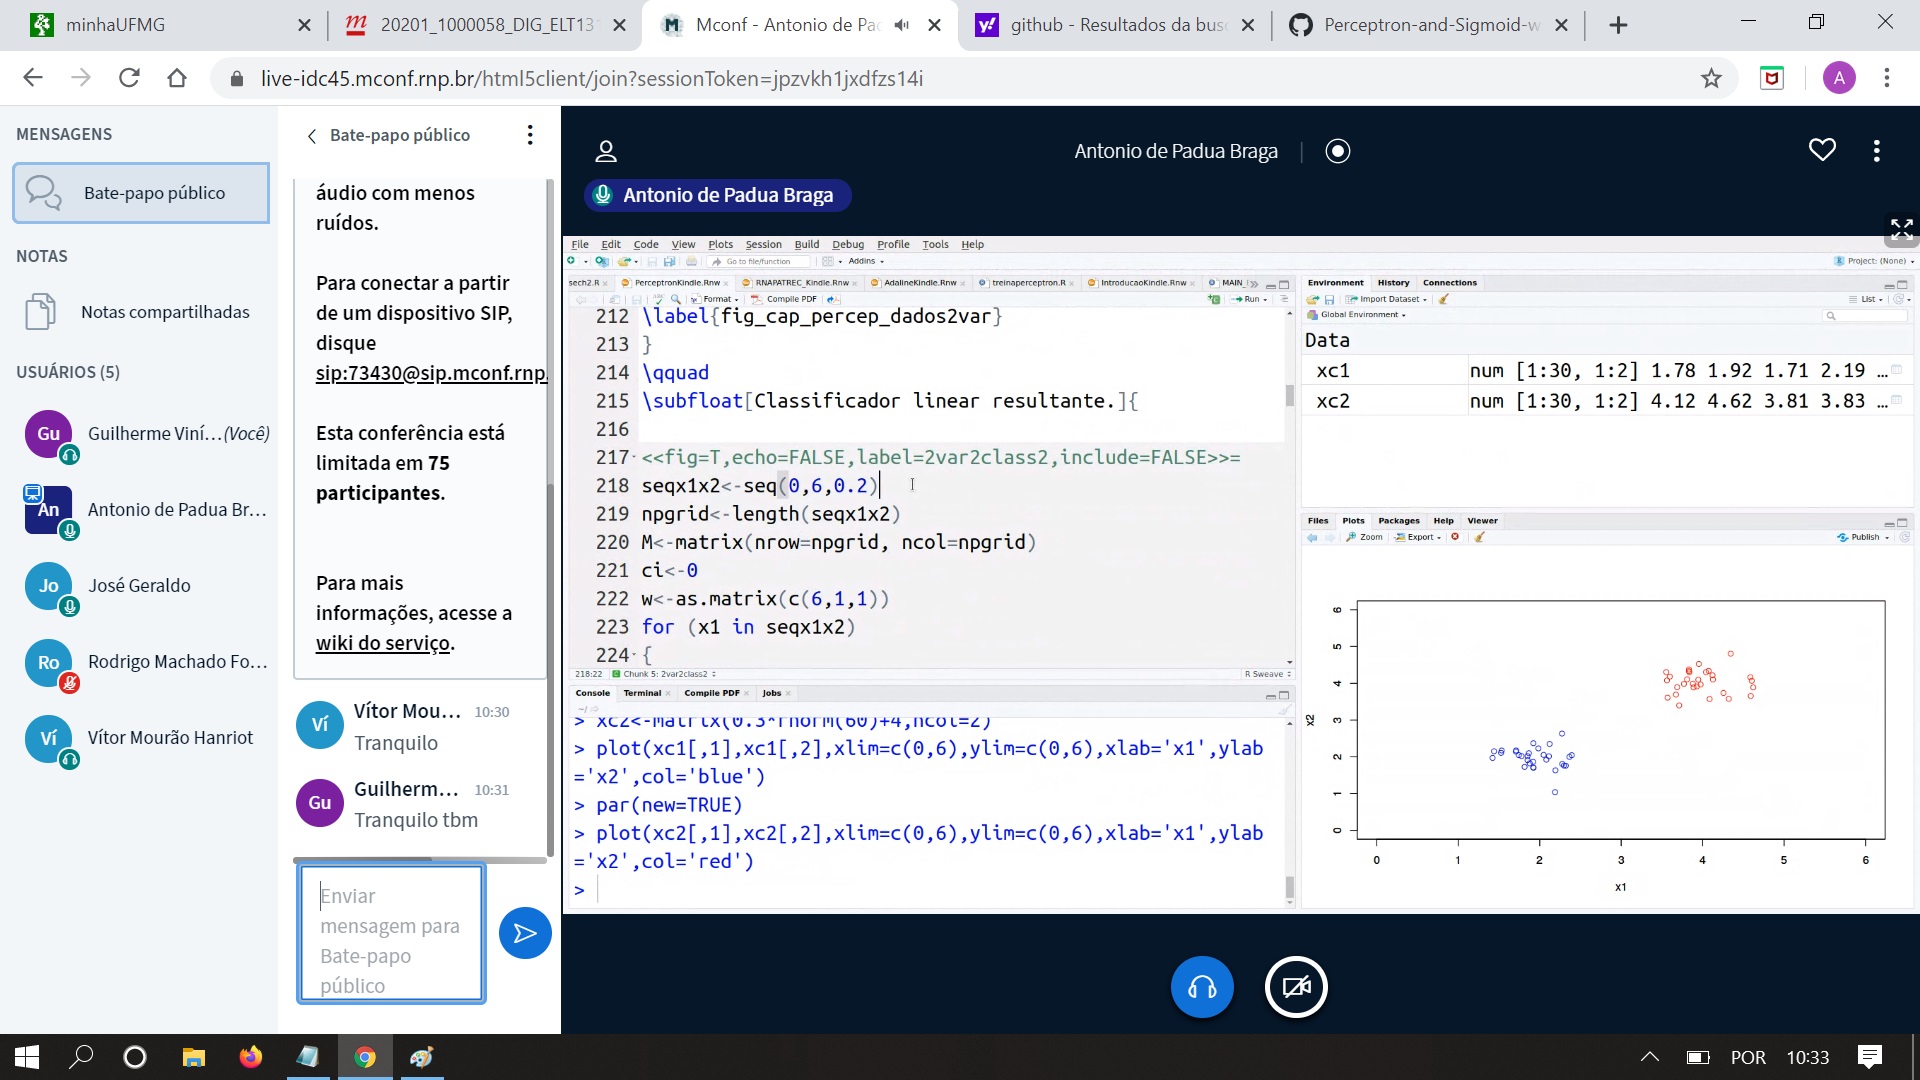 minhaUFMG
20201_1000058_DIG_ELT13
Mconf - Antonio de Pad
github - Resultados da bus
Perceptron-and-Sigmoid-w
live-idc45.mconf.rnp.br/html5client/join?sessionToken=jpzvkh1jxdfzs14i
A
MENSAGENS
Bate-papo público
NOTAS
Notas compartilhadas
USUÁRIOS (5)
Gu
Guilherme Viní... (Você)
An
Antonio de Padua Br...
Jo
José Geraldo
Ro
Rodrigo Machado Fo...
Ví
Vítor Mourão Hanriot
Bate-papo público
áudio com menos
ruídos.
Para conectar a partir
de um dispositivo SIP,
disque
sip:73430@sip.mconf.rnp.
Esta conferência está
limitada em 75
participantes.
Para mais
informações, acesse a
wiki do serviço.
Ví
Vítor Mou... 10:30
Tranquilo
Gu
Guilherm... 10:31
Tranquilo tbm
Enviar
mensagem para
Bate-papo
público
Antonio de Padua Braga
Antonio de Padua Braga
File Edit Code View Plots Session Build Debug Profile Tools Help
Go to file/function Addins
Project: (None)
sech2.R PerceptronKindle.Rnw RNAPATREC_Kindle.Rnw AdalineKindle.Rnw treinaperceptron.R IntroducaoKindle.Rnw MAIN_
Format Compile PDF Run
212 \label{fig_cap_percep_dados2var}
213 }
214 \qquad
215 \subfloat[Classificador linear resultante.]{
216
217 <<fig=T,echo=FALSE,label=2var2class2,include=FALSE>>=
218 seqx1x2<-seq(0,6,0.2)
219 npgrid<-length(seqx1x2)
220 M<-matrix(nrow=npgrid, ncol=npgrid)
221 ci<-0
222 w<-as.matrix(c(6,1,1))
223 for (x1 in seqx1x2)
224 {
218:22 Chunk 5: 2var2class2 R Sweave
Console Terminal Compile PDF Jobs
~/
> xc2<-matrix(0.3*rnorm(60)+4,ncol=2)
> plot(xc1[,1],xc1[,2],xlim=c(0,6),ylim=c(0,6),xlab='x1',ylab
='x2',col='blue')
> par(new=TRUE)
> plot(xc2[,1],xc2[,2],xlim=c(0,6),ylim=c(0,6),xlab='x1',ylab
='x2',col='red')
>
Environment History Connections
Import Dataset List
Global Environment
Data
xc1 num [1:30, 1:2] 1.78 1.92 1.71 2.19 ...
xc2 num [1:30, 1:2] 4.12 4.62 3.81 3.83 ...
Files Plots Packages Help Viewer
Zoom Export Publish
6
5
4
3
2
1
0
x2
0 1 2 3 4 5 6
x1
POR 10:33